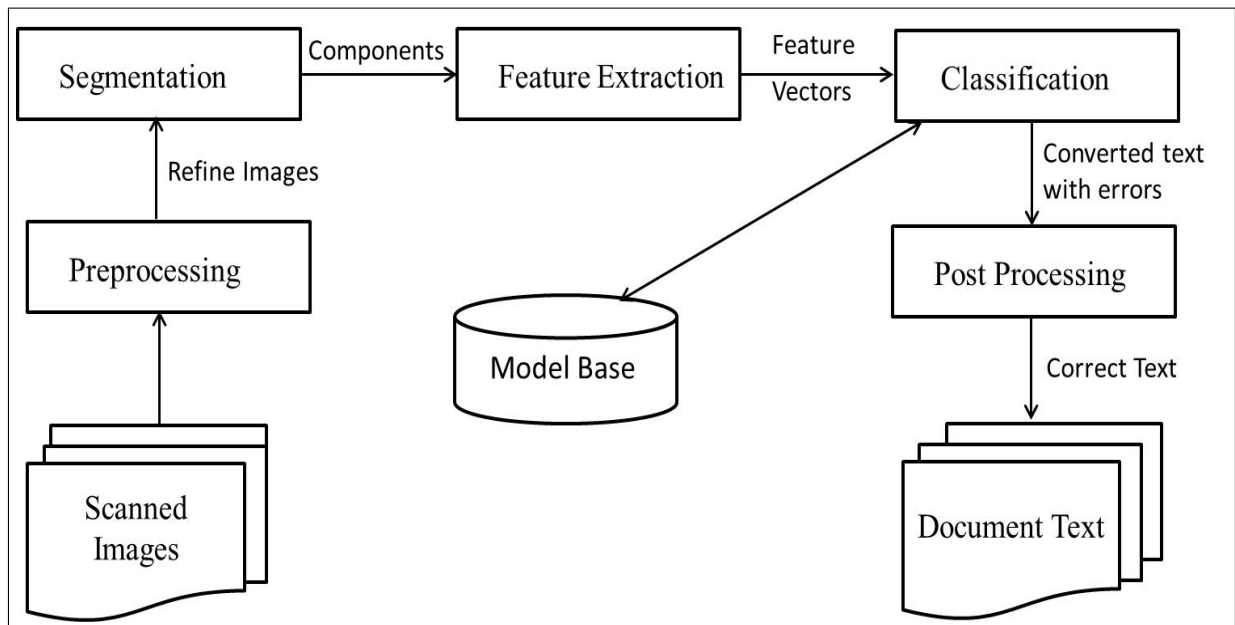 Segmentation
Components
Feature Extraction
Feature
Vectors
Classification
Refine Images
Converted text
with errors
Preprocessing
Post Processing
Model Base
Correct Text
Scanned
Images
Document Text